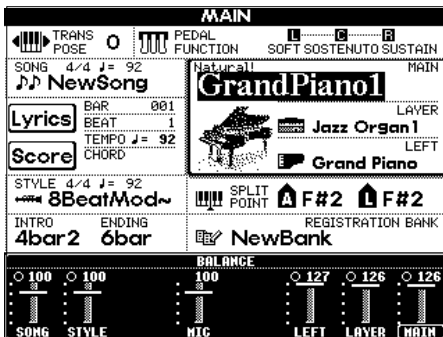 MAIN
TRANS POSE 0
PEDAL FUNCTION
L C R
SOFT SOSTENUTO SUSTAIN
SONG 4/4 ♩= 92
NewSong
Natural! MAIN
GrandPiano1
Lyrics
BAR 001
BEAT 1
TEMPO ♩= 92
CHORD
Score
LAYER
Jazz Organ1
LEFT
Grand Piano
STYLE 4/4 ♩= 92
8BeatMod~
SPLIT POINT A F#2 L F#2
INTRO ENDING
4bar2 6bar
REGISTRATION BANK
NewBank
BALANCE
100 100 100 127 126 126
SONG STYLE MIC LEFT LAYER MAIN